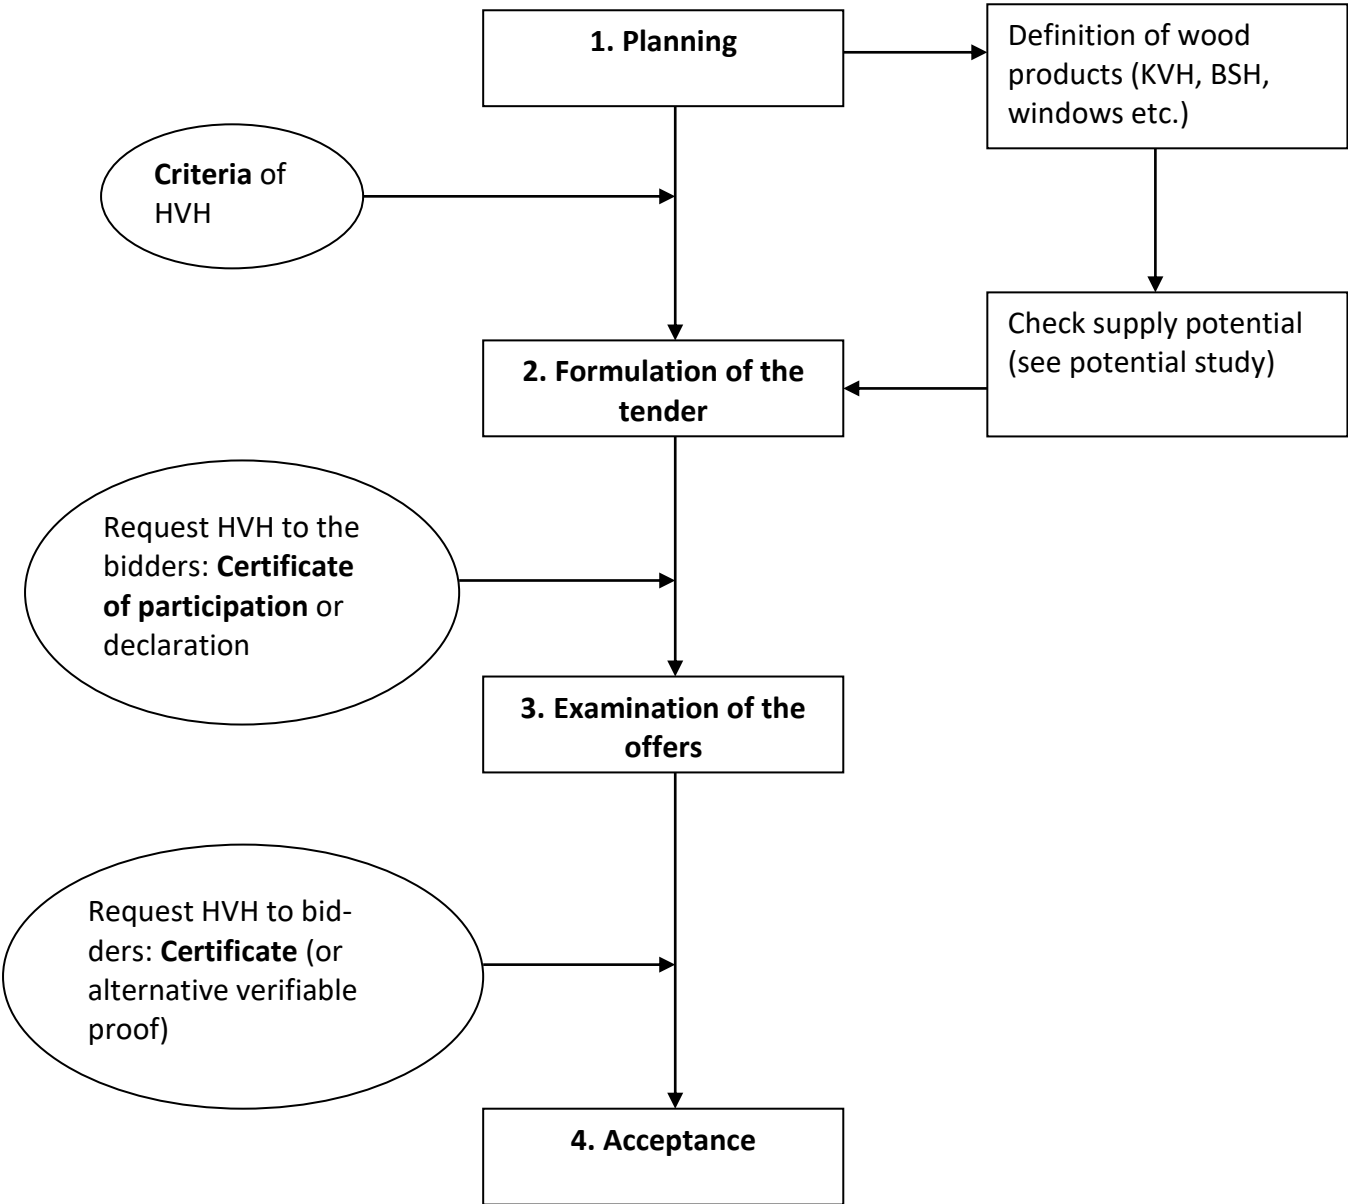 1. Planning
Definition of wood
products (KVH, BSH,
windows etc.)
Criteria of
HVH
Check supply potential
(see potential study)
2. Formulation of the
tender
Request HVH to the
bidders: Certificate
of participation or
declaration
3. Examination of the
offers
Request HVH to bid-
ders: Certificate (or
alternative verifiable
proof)
4. Acceptance